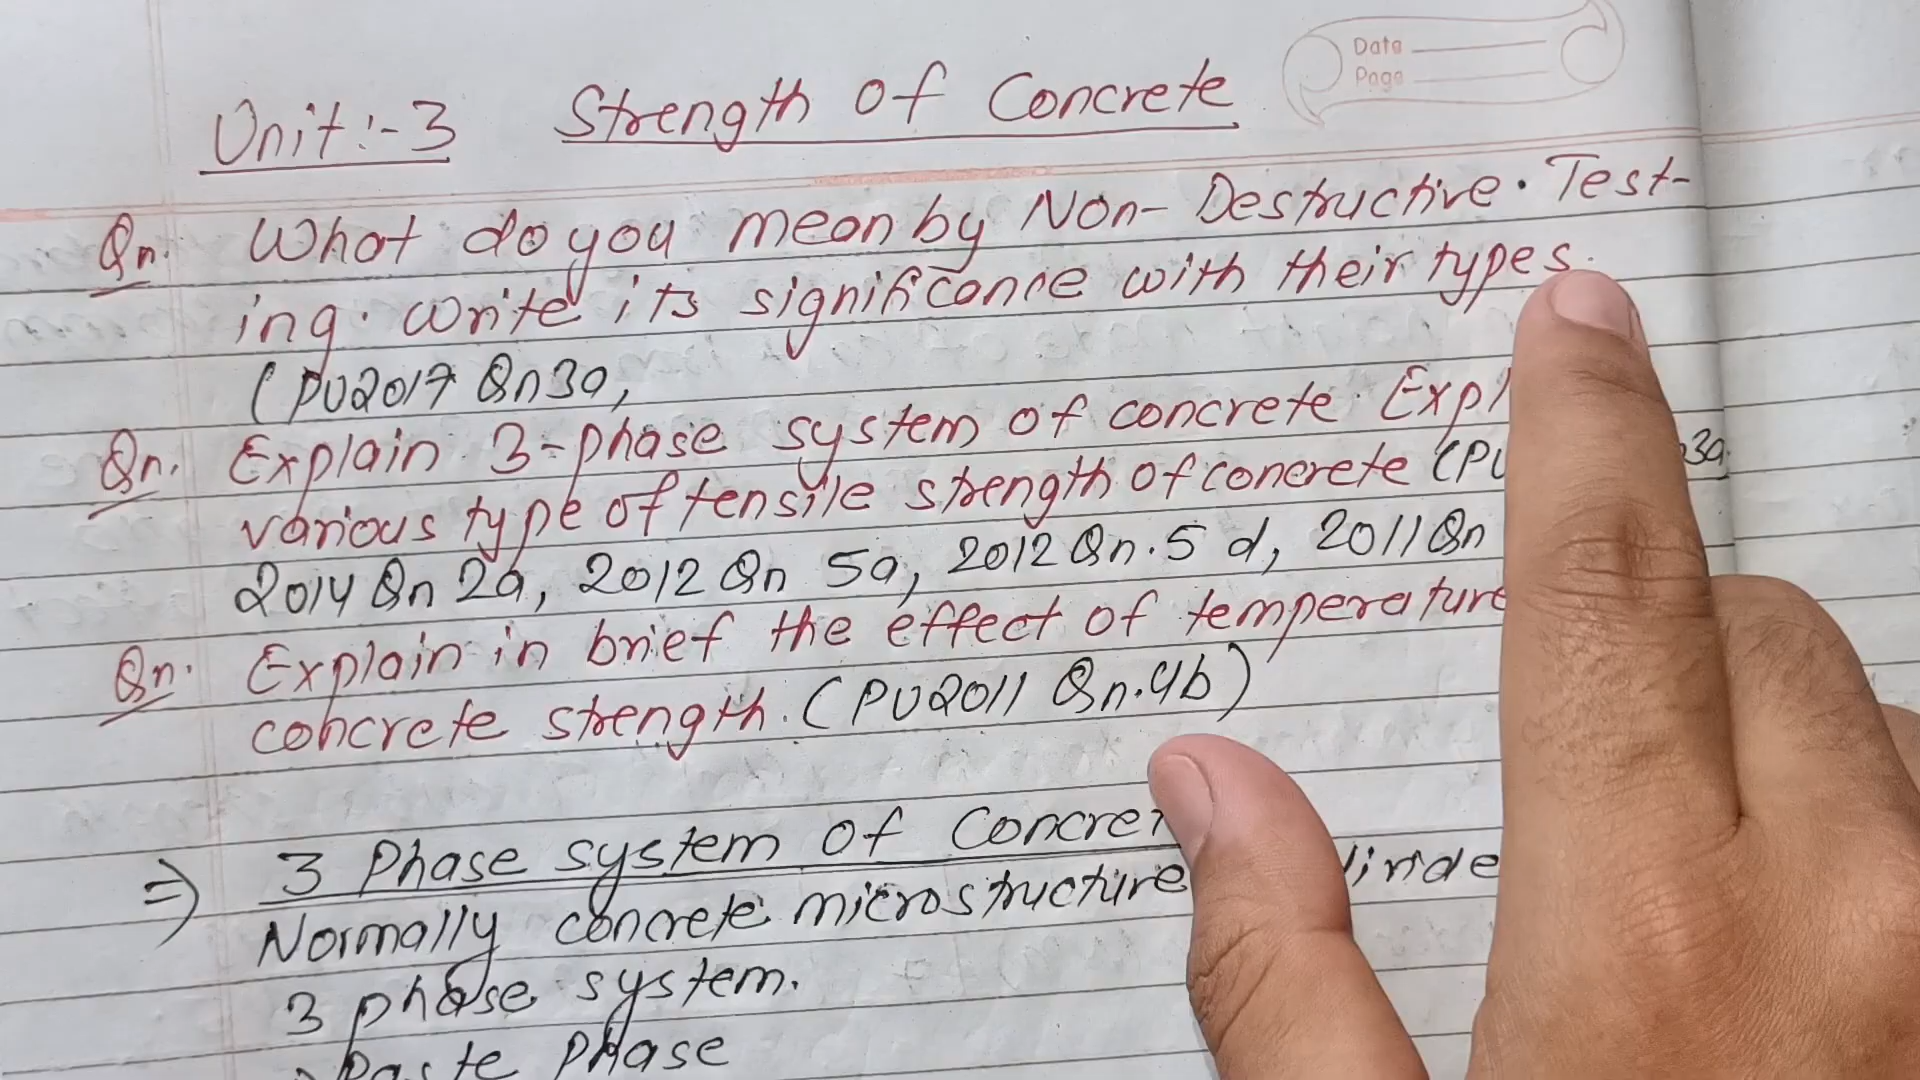 Date
Page
Unit:-3 Strength of Concrete
Qn. What do you mean by Non-Destructive. Test-
ing. Write its significance with their types.
(PU2017 Qn3a,
Qn. Explain 3-phase system of concrete. Expl
various type of tensile strength of concrete (PU 3a,
2014 Qn 2a, 2012 Qn 5a, 2012 Qn.5 d, 2011 Qn
Qn. Explain in brief the effect of temperature
concrete strength. (PU2011 Qn.4b)
=> 3 Phase system of Concre
Normally concrete microstructure
3 phase system.
Paste Phase